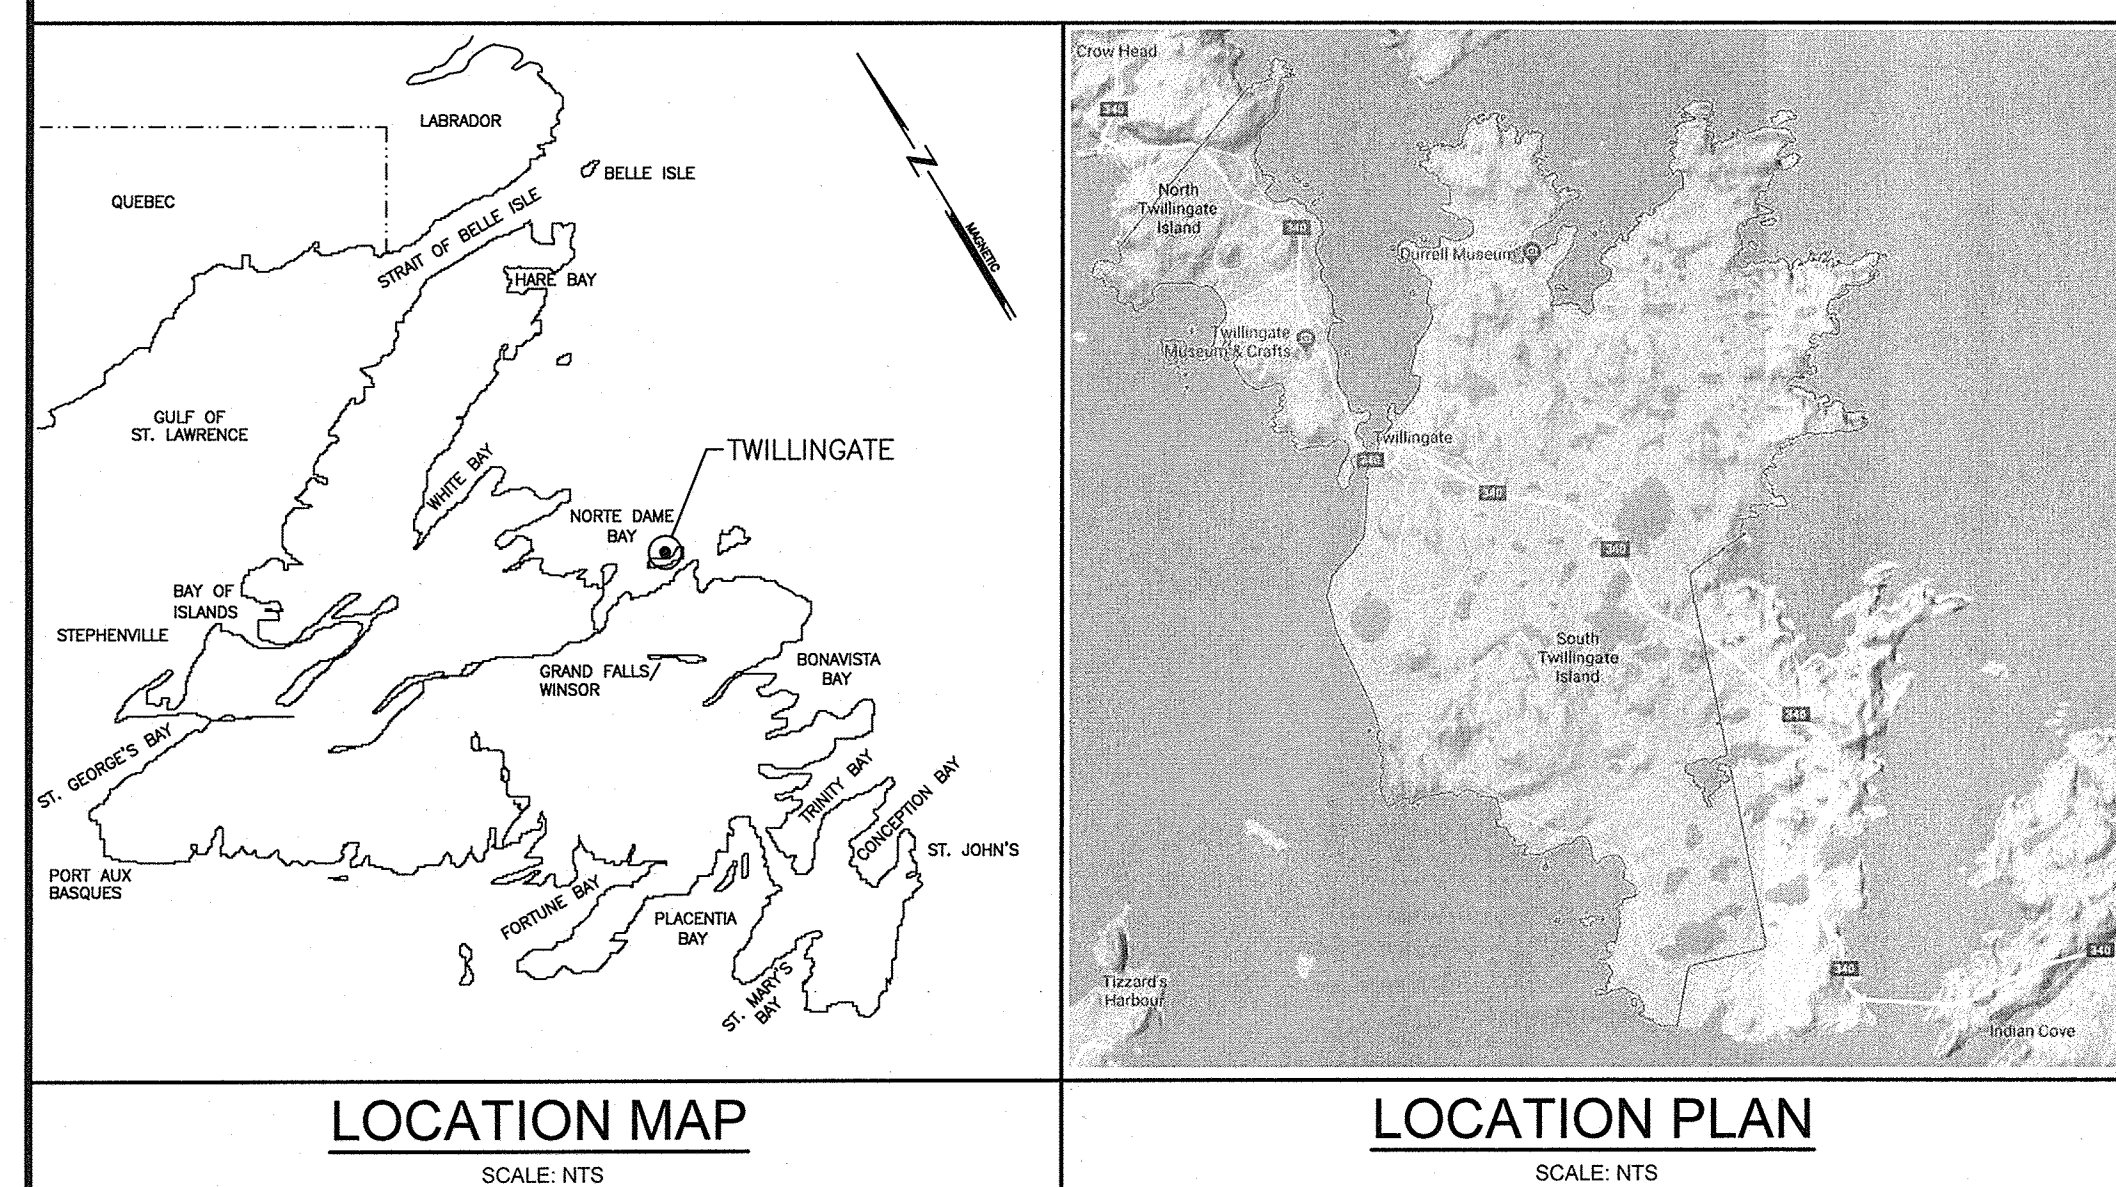 LABRADOR
BELLE ISLE
QUEBEC
STRAIT OF BELLE ISLE
HARE BAY
N
MAGNETIC
GULF OF
ST. LAWRENCE
WHITE BAY
TWILLINGATE
NORTE DAME
BAY
BAY OF
ISLANDS
STEPHENVILLE
GRAND FALLS/
WINSOR
BONAVISTA
BAY
ST. GEORGE'S BAY
TRINITY BAY
CONCEPTION BAY
ST. JOHN'S
PORT AUX
BASQUES
FORTUNE BAY
PLACENTIA
BAY
ST. MARY'S
BAY
LOCATION MAP
SCALE: NTS
Crow Head
340
North
Twillingate
Island
340
Durrell Museum
Twillingate
Museum & Crafts
Twillingate
340
340
340
South
Twillingate
Island
340
340
340
Tizzard's
Harbour
Indian Cove
LOCATION PLAN
SCALE: NTS